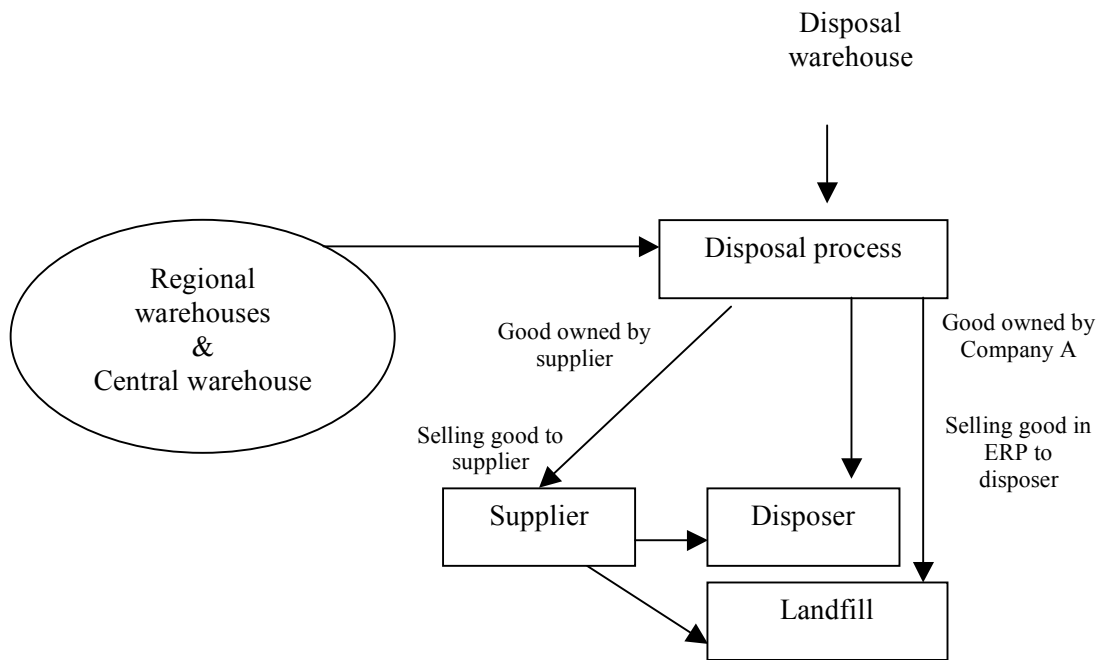 Disposal
warehouse
Disposal process
Regional
warehouses
&
Central warehouse
Good owned by
supplier
Good owned by
Company A
Selling good to
supplier
Selling good in
ERP to
disposer
Supplier
Disposer
Landfill